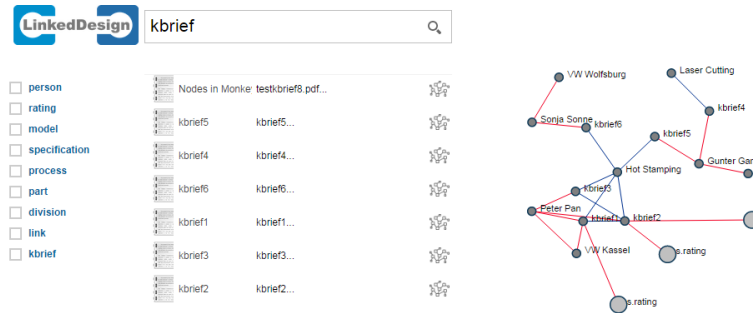 LinkedDesign
kbrief
person
rating
model
specification
process
part
division
link
kbrief
Nodes in Monke testkbrief8.pdf...
kbrief5 kbrief5...
kbrief4 kbrief4...
kbrief6 kbrief6...
kbrief1 kbrief1...
kbrief3 kbrief3...
kbrief2 kbrief2...
VW Wolfsburg
Laser Cutting
kbrief4
Sonja Sonne
kbrief6
kbrief5
Gunter Gar
Hot Stamping
kbrief3
Peter Pan
kbrief1
kbrief2
VW Kassel
s.rating
s.rating